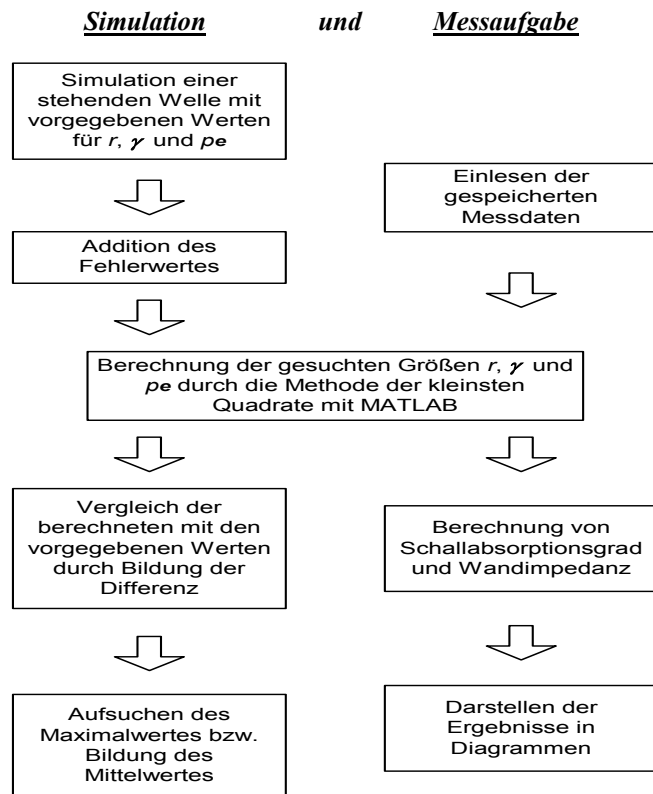 Simulation und Messaufgabe
Simulation einer
stehenden Welle mit
vorgegebenen Werten
für r, γ und pe
Addition des
Fehlerwertes
Einlesen der
gespeicherten
Messdaten
Berechnung der gesuchten Größen r, γ und
pe durch die Methode der kleinsten
Quadrate mit MATLAB
Vergleich der
berechneten mit den
vorgegebenen Werten
durch Bildung der
Differenz
Aufsuchen des
Maximalwertes bzw.
Bildung des
Mittelwertes
Berechnung von
Schallabsorptionsgrad
und Wandimpedanz
Darstellen der
Ergebnisse in
Diagrammen